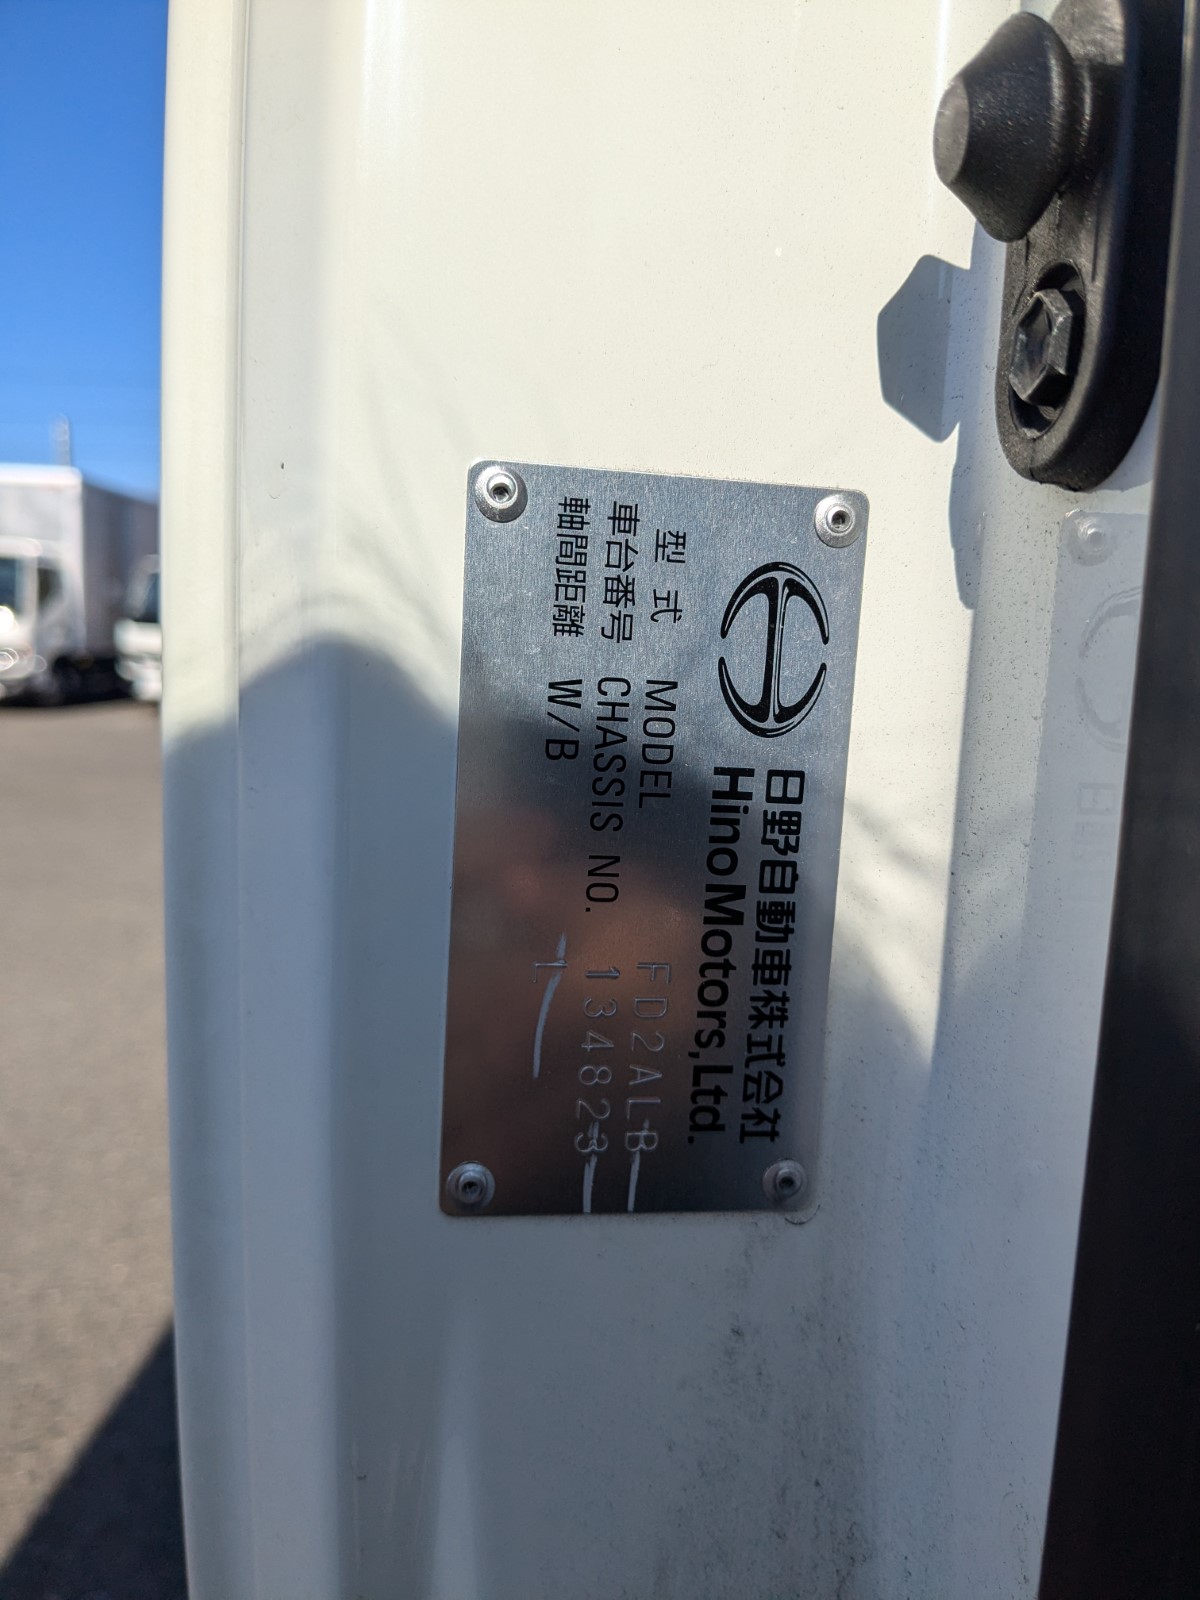 日野自動車株式会社
Hino Motors, Ltd.
型式 MODEL FD2ALB
車台番号 CHASSIS NO. 134823
軸間距離 W/B L